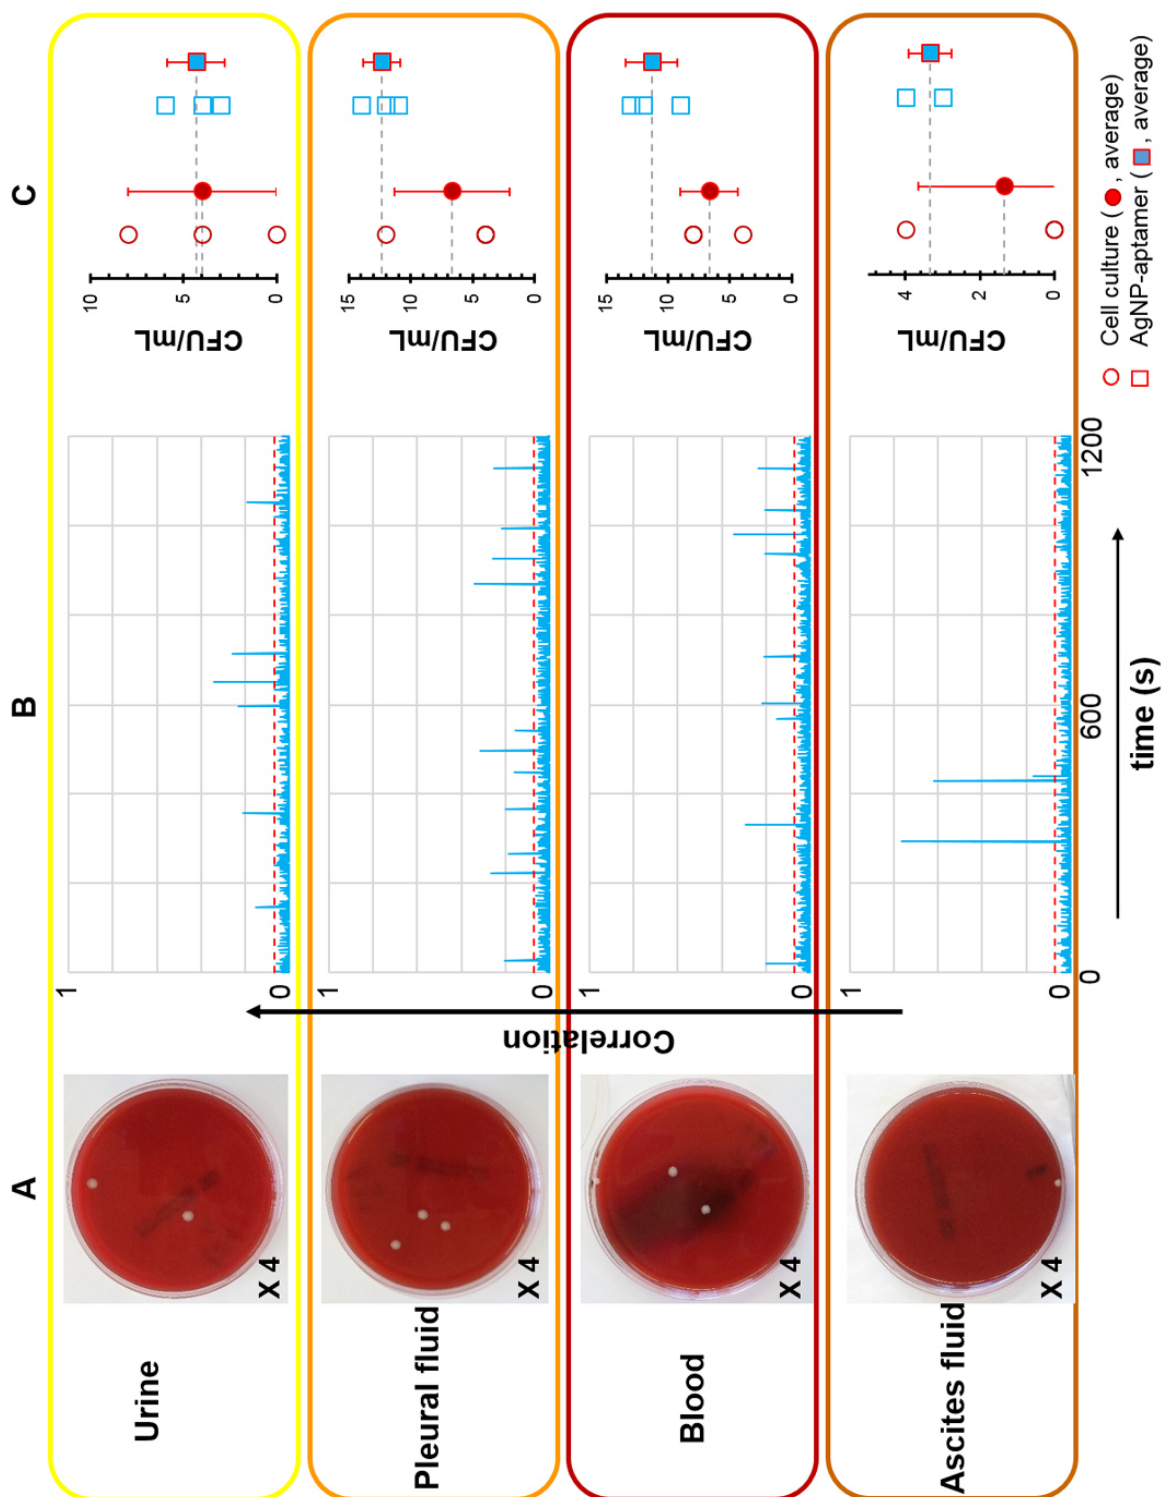 A
B
C
Urine
X 4
1
0
CFU/mL
10
5
0
Pleural fluid
X 4
1
0
CFU/mL
15
10
5
0
Blood
X 4
1
0
CFU/mL
15
10
5
0
Ascites fluid
X 4
1
0
CFU/mL
4
2
0
Correlation
0
600
1200
time (s)
Cell culture ( , average)
AgNP-aptamer ( , average)